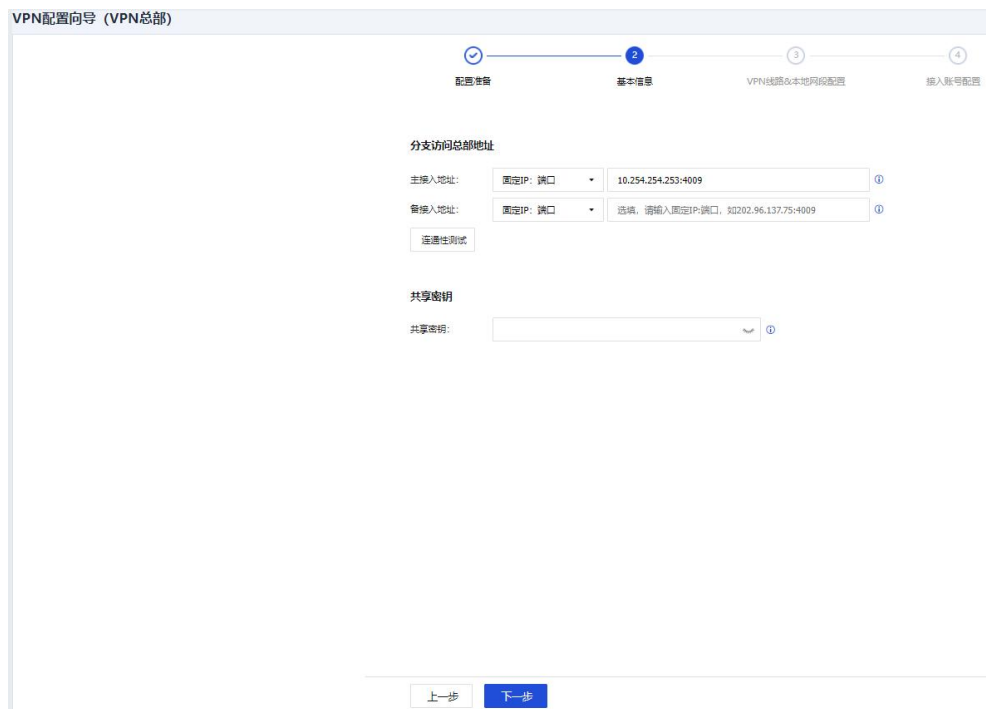 VPN配置向导（VPN总部）
2 3 4
配置准备 基本信息 VPN线路&本地网段配置 接入账号配置
分支访问总部地址
主接入地址： 固定IP：端口 10.254.254.253:4009
备接入地址： 固定IP：端口 选填，请输入固定IP:端口，如202.96.137.75:4009
连通性测试
共享密钥
共享密钥：
上一步 下一步